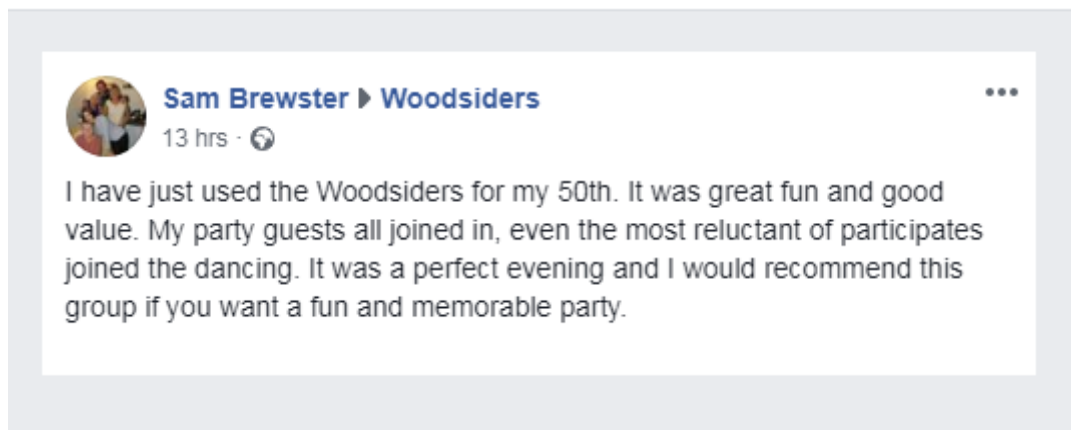 Sam Brewster Woodsiders
13 hrs ·
I have just used the Woodsiders for my 50th. It was great fun and good
value. My party guests all joined in, even the most reluctant of participates
joined the dancing. It was a perfect evening and I would recommend this
group if you want a fun and memorable party.